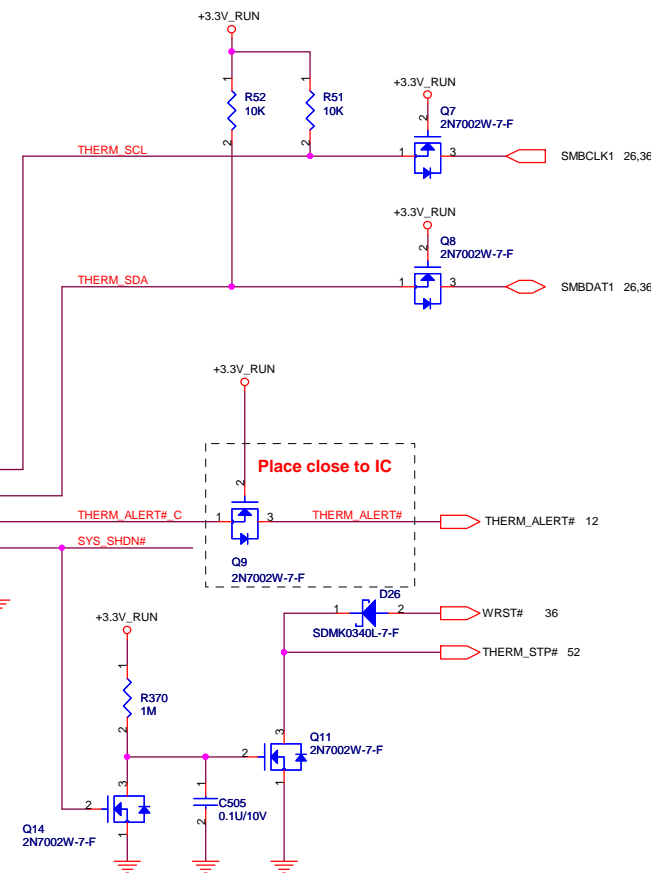 +3.3V_RUN
1
R52
10K
2
1
R51
10K
2
+3.3V_RUN
Q7
2N7002W-7-F
2
THERM_SCL
1
3
SMBCLK1 26,36
+3.3V_RUN
Q8
2N7002W-7-F
2
THERM_SDA
1
3
SMBDAT1 26,36
+3.3V_RUN
Place close to IC
2
THERM_ALERT#_C
1
3
THERM_ALERT#
THERM_ALERT# 12
SYS_SHDN#
Q9
2N7002W-7-F
D26
1
2
SDMK0340L-7-F
WRST# 36
THERM_STP# 52
+3.3V_RUN
1
R370
1M
2
3
Q11
2N7002W-7-F
2
1
3
2
1
Q14
2N7002W-7-F
1
C505
0.1U/10V
2